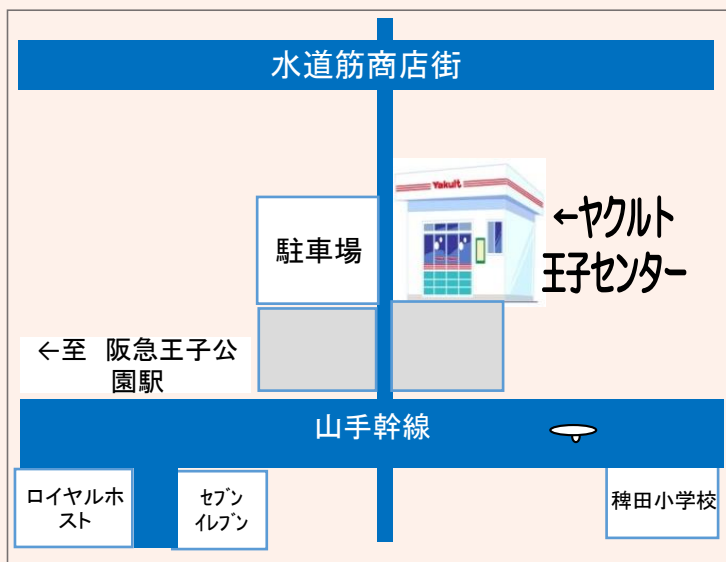 水道筋商店街
Yakult
←ヤクルト
王子センター
駐車場
←至　阪急王子公
園駅
山手幹線
ロイヤルホ
スト
セブン
イレブン
稗田小学校